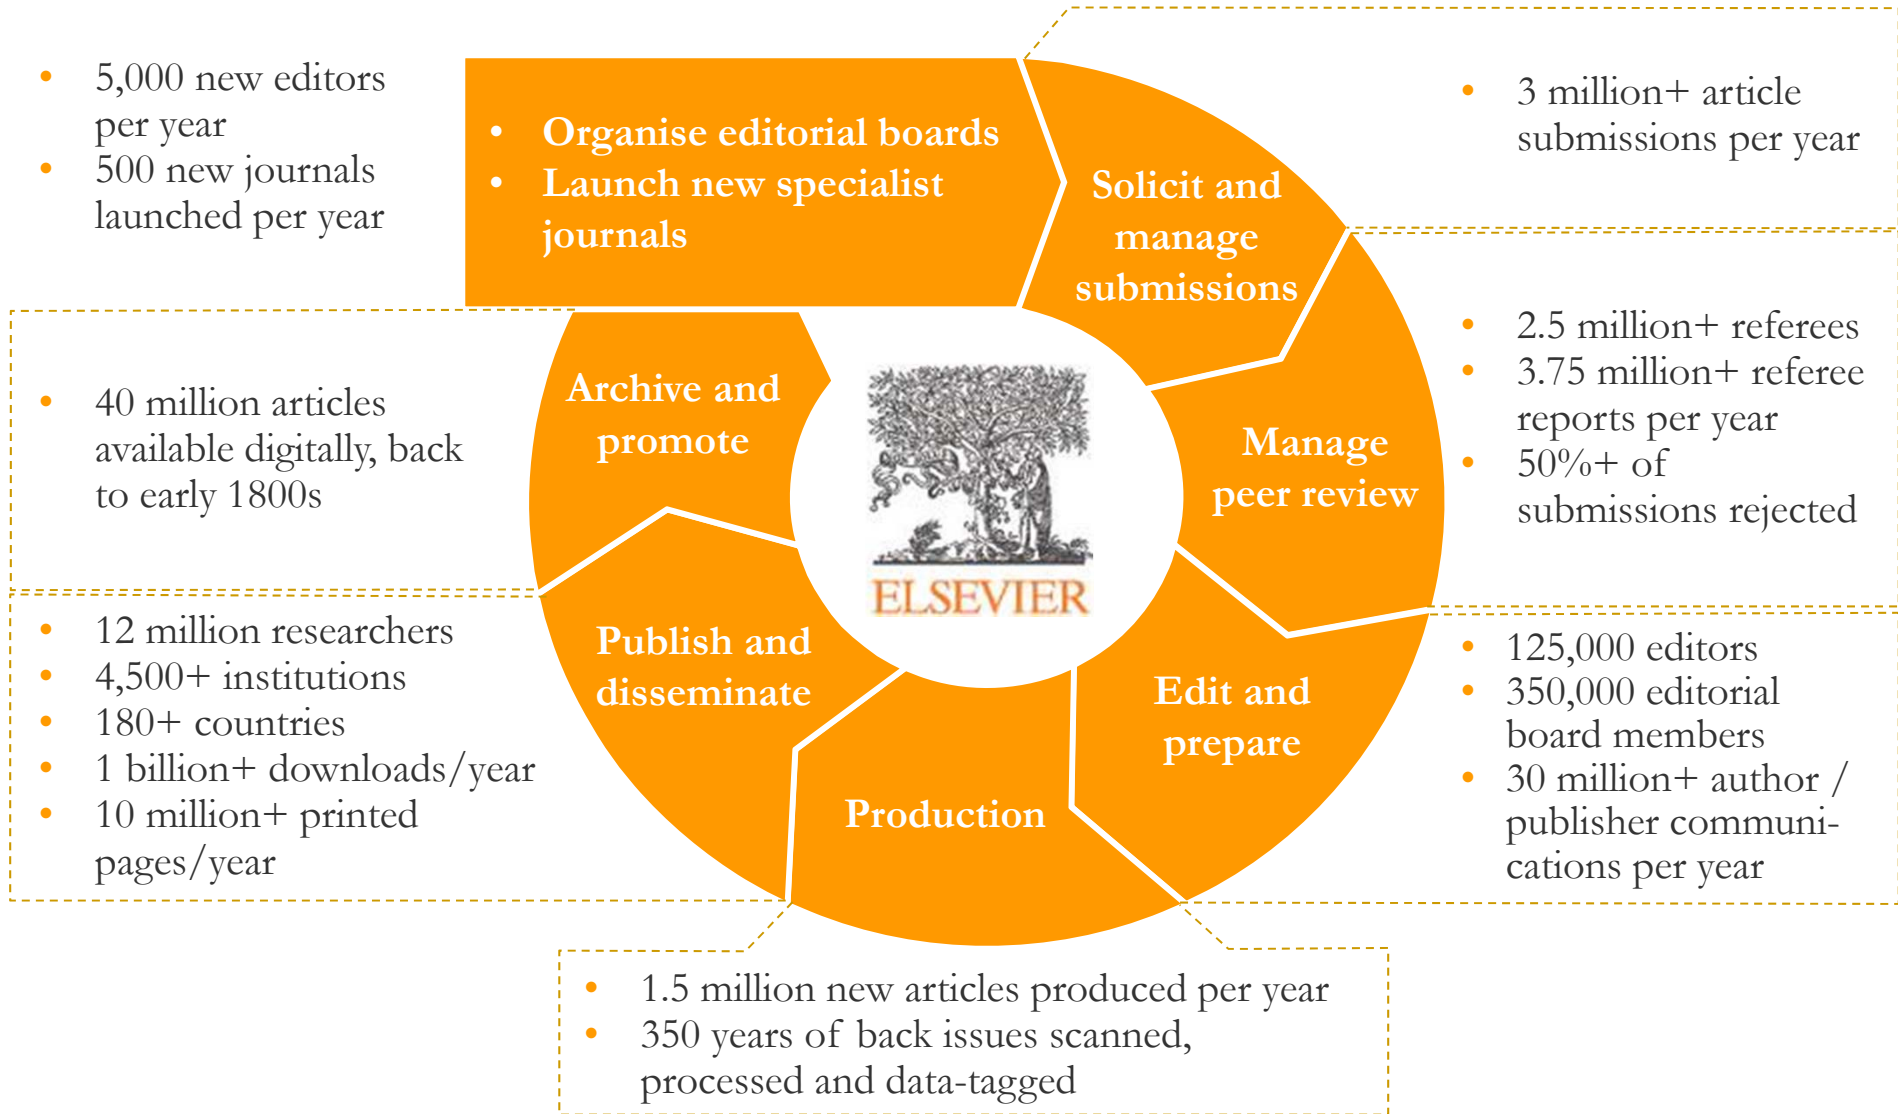 • 5,000 new editors
per year
• 500 new journals
launched per year
• Organise editorial boards
• Launch new specialist
journals
Solicit and
manage
submissions
• 3 million+ article
submissions per year
Manage
peer review
• 2.5 million+ referees
• 3.75 million+ referee
reports per year
• 50%+ of
submissions rejected
Edit and
prepare
• 125,000 editors
• 350,000 editorial
board members
• 30 million+ author /
publisher communi-
cations per year
Production
• 1.5 million new articles produced per year
• 350 years of back issues scanned,
processed and data-tagged
Publish and
disseminate
• 12 million researchers
• 4,500+ institutions
• 180+ countries
• 1 billion+ downloads/year
• 10 million+ printed
pages/year
Archive and
promote
• 40 million articles
available digitally, back
to early 1800s
ELSEVIER